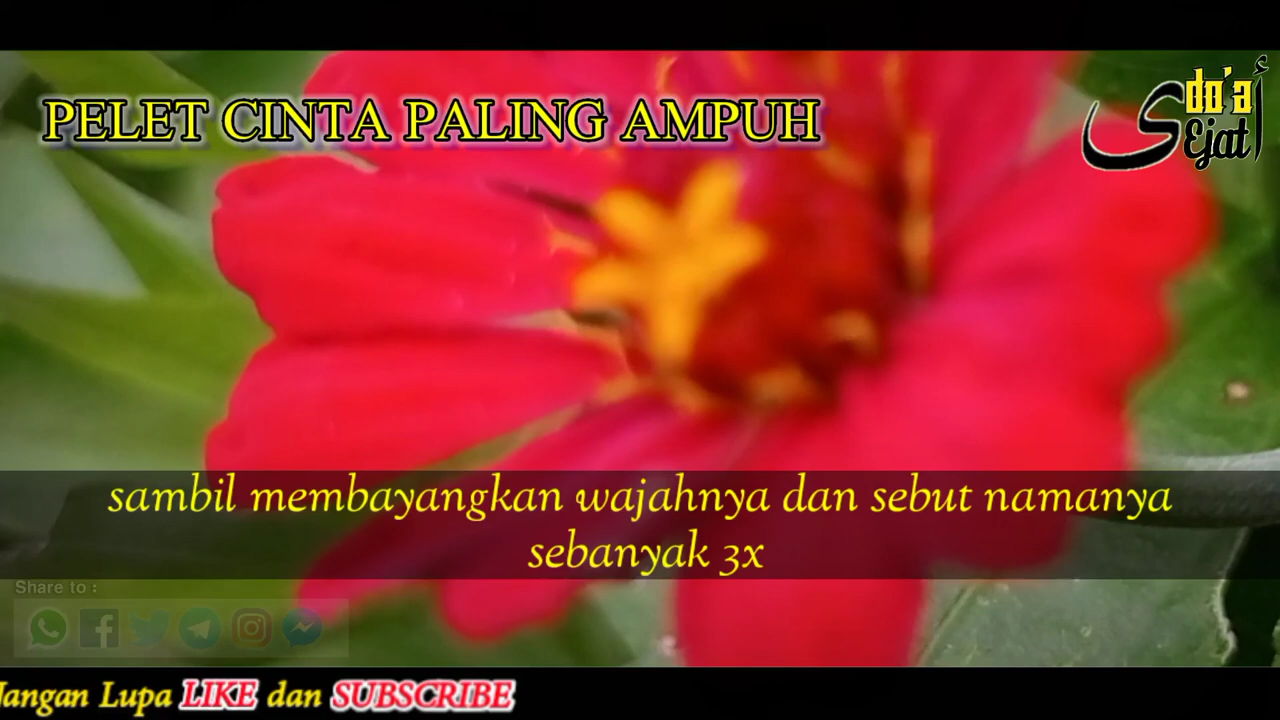 PELET CINTA PALING AMPUH
do'a
Ejati
sambil membayangkan wajahnya dan sebut namanya
sebanyak 3x
Share to :
Jangan Lupa LIKE dan SUBSCRIBE